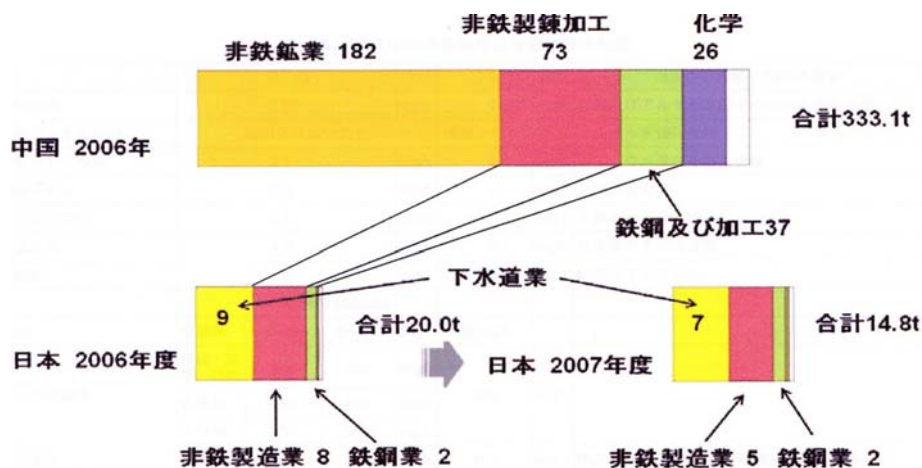 非鉄製錬加工 化学
非鉄鉱業 182 73 26
中国 2006年 合計333.1t
鉄鋼及び加工37
下水道業
9 合計20.0t 7 合計14.8t
日本 2006年度 日本 2007年度
非鉄製造業 8 鉄鋼業 2 非鉄製造業 5 鉄鋼業 2